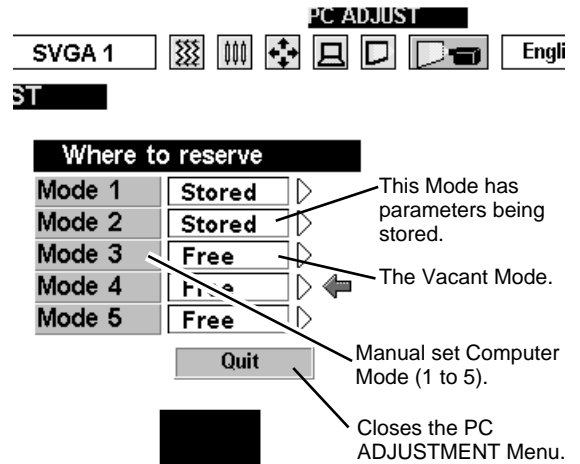 PC ADJUST
SVGA 1
Engli
ST
Where to reserve
Mode 1 Stored
Mode 2 Stored
Mode 3 Free
Mode 4 Free
Mode 5 Free
Quit
This Mode has
parameters being
stored.
The Vacant Mode.
Manual set Computer
Mode (1 to 5).
Closes the PC
ADJUSTMENT Menu.